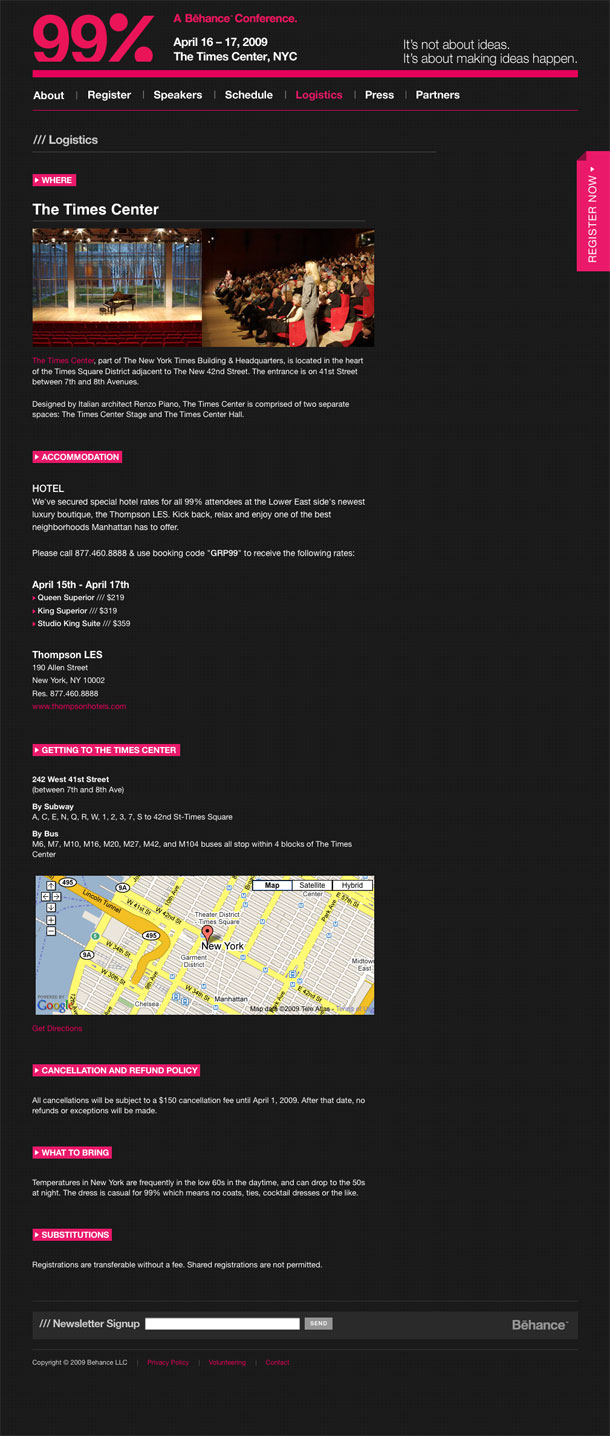 99%
A Bēhance™ Conference.
April 16 – 17, 2009
The Times Center, NYC
It's not about ideas.
It's about making ideas happen.
About | Register | Speakers | Schedule | Logistics | Press | Partners
/// Logistics
REGISTER NOW
WHERE
The Times Center
The Times Center, part of The New York Times Building & Headquarters, is located in the heart
of the Times Square District adjacent to The New 42nd Street. The entrance is on 41st Street
between 7th and 8th Avenues.
Designed by Italian architect Renzo Piano, The Times Center is comprised of two separate
spaces: The Times Center Stage and The Times Center Hall.
ACCOMMODATION
HOTEL
We've secured special hotel rates for all 99% attendees at the Lower East side's newest
luxury boutique, the Thompson LES. Kick back, relax and enjoy one of the best
neighborhoods Manhattan has to offer.
Please call 877.460.8888 & use booking code "GRP99" to receive the following rates:
April 15th - April 17th
Queen Superior /// $219
King Superior /// $319
Studio King Suite /// $359
Thompson LES
190 Allen Street
New York, NY 10002
Res. 877.460.8888
www.thompsonhotels.com
GETTING TO THE TIMES CENTER
242 West 41st Street
(between 7th and 8th Ave)
By Subway
A, C, E, N, Q, R, W, 1, 2, 3, 7, S to 42nd St-Times Square
By Bus
M6, M7, M10, M16, M20, M27, M42, and M104 buses all stop within 4 blocks of The Times
Center
Map
Satellite
Hybrid
495
9A
Lincoln Tunnel
W 41st St
W 42nd St
10th Ave
Center
E 57th St
Park Ave
Theater District
- Times Square
495
New York
W 34th St
9A
Garment
District
W 30th St
9th Ave
Midtown
East
Chelsea
W 34th St
Manhattan
Park Ave
POWERED BY
Google
Map data ©2009 Tele Atlas - Terms of
Get Directions
CANCELLATION AND REFUND POLICY
All cancellations will be subject to a $150 cancellation fee until April 1, 2009. After that date, no
refunds or exceptions will be made.
WHAT TO BRING
Temperatures in New York are frequently in the low 60s in the daytime, and can drop to the 50s
at night. The dress is casual for 99% which means no coats, ties, cocktail dresses or the like.
SUBSTITUTIONS
Registrations are transferable without a fee. Shared registrations are not permitted.
/// Newsletter Signup
SEND
Bēhance™
Copyright © 2009 Behance LLC | Privacy Policy | Volunteering | Contact